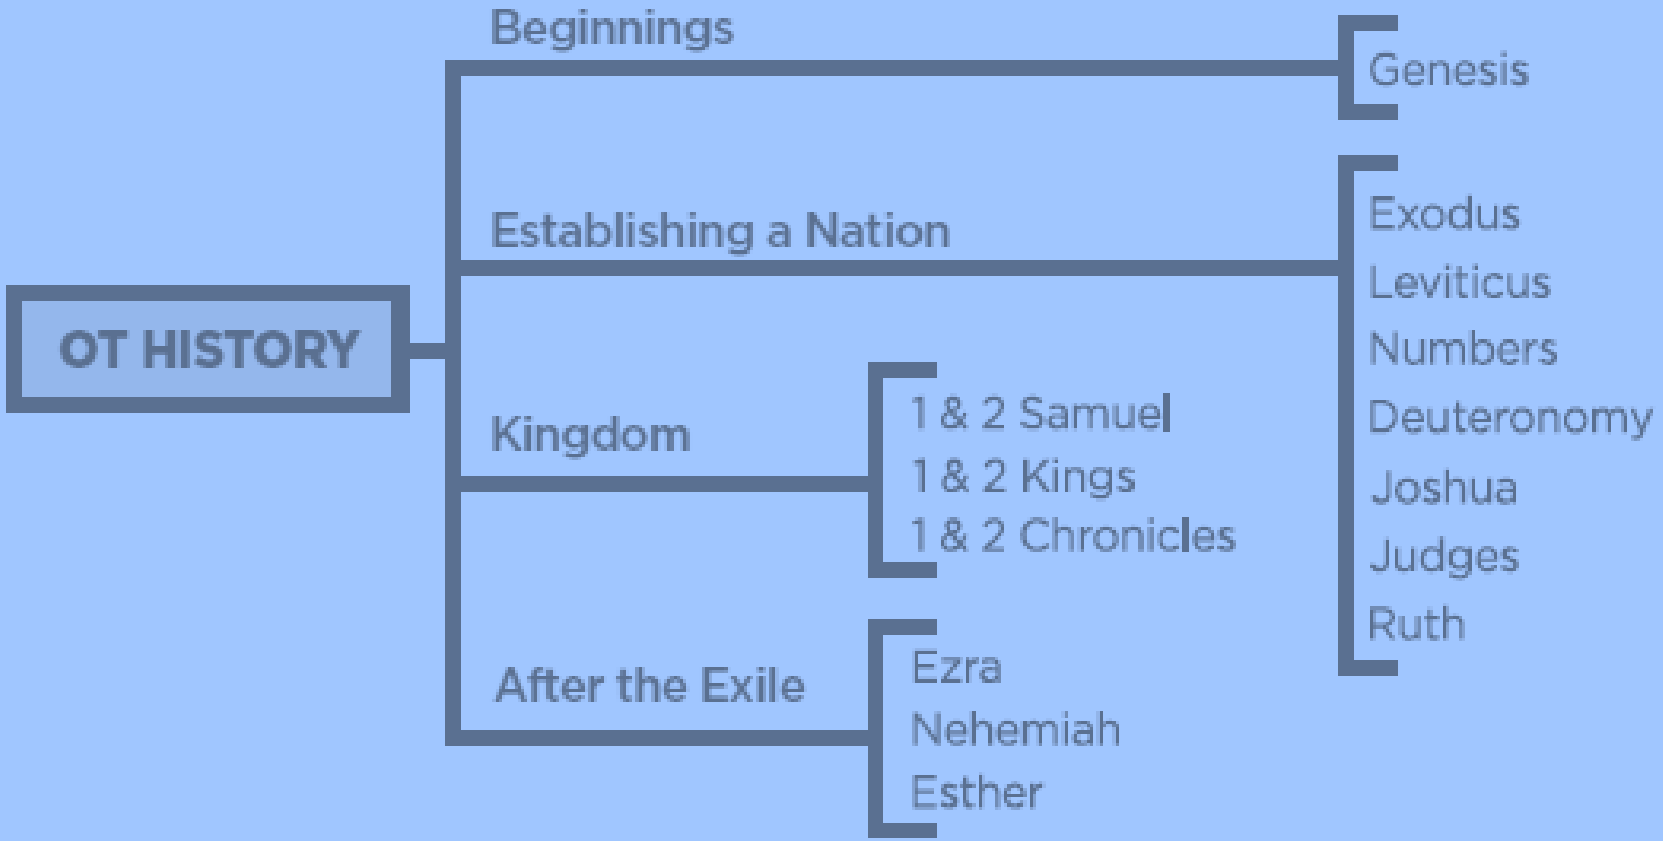 OT HISTORY
Beginnings
Genesis
Establishing a Nation
Exodus
Leviticus
Numbers
Deuteronomy
Joshua
Judges
Ruth
Kingdom
1 & 2 Samuel
1 & 2 Kings
1 & 2 Chronicles
After the Exile
Ezra
Nehemiah
Esther